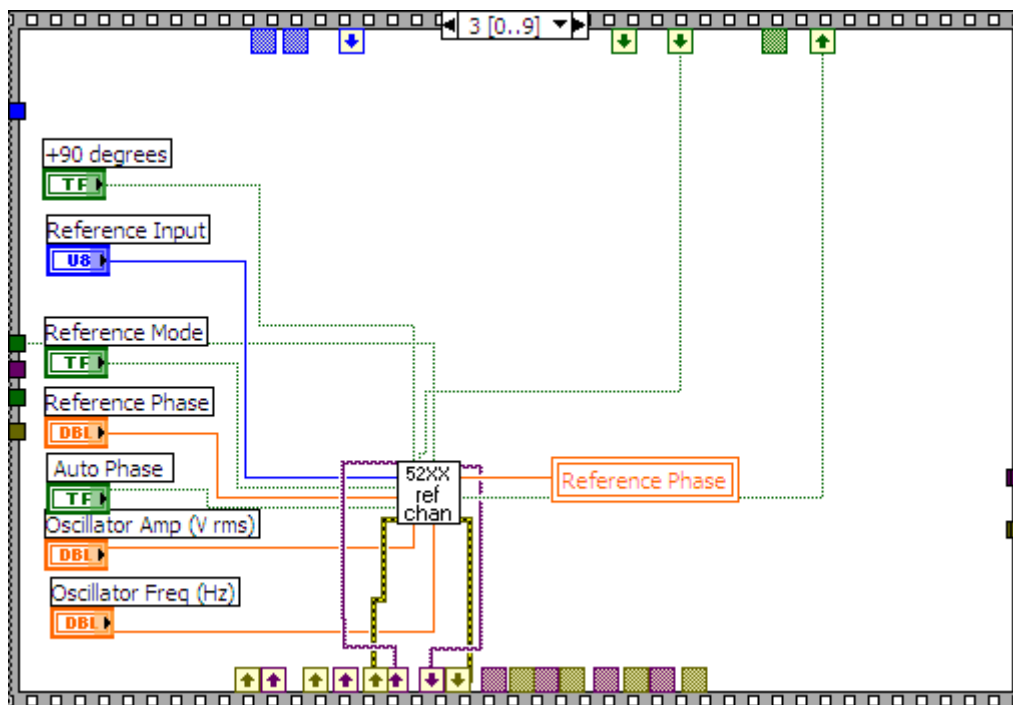 3 [0..9]
+90 degrees
TF
Reference Input
U8
Reference Mode
TF
Reference Phase
DBL
Auto Phase
TF
Oscillator Amp (V rms)
DBL
Oscillator Freq (Hz)
DBL
52XX
ref
chan
Reference Phase